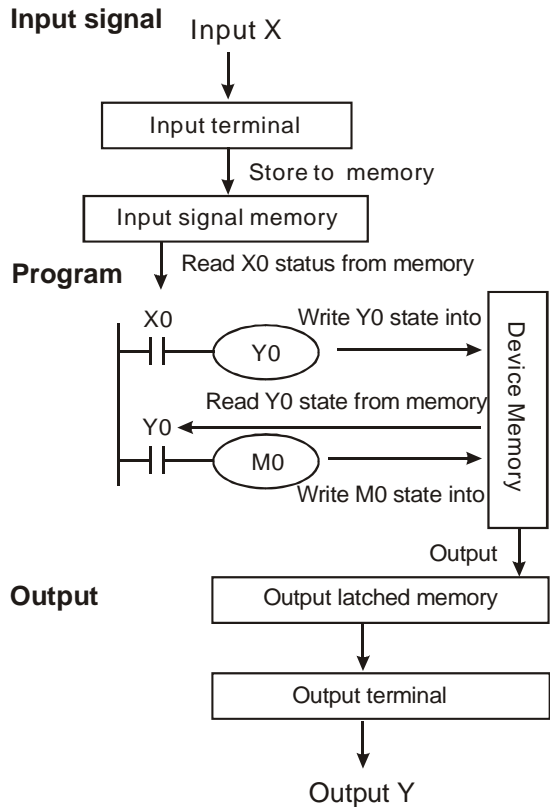 Input signal
Input X
Input terminal
Store to memory
Input signal memory
Read X0 status from memory
Program
X0
Write Y0 state into
Y0
Device Memory
Read Y0 state from memory
Y0
M0
Write M0 state into
Output
Output
Output latched memory
Output terminal
Output Y